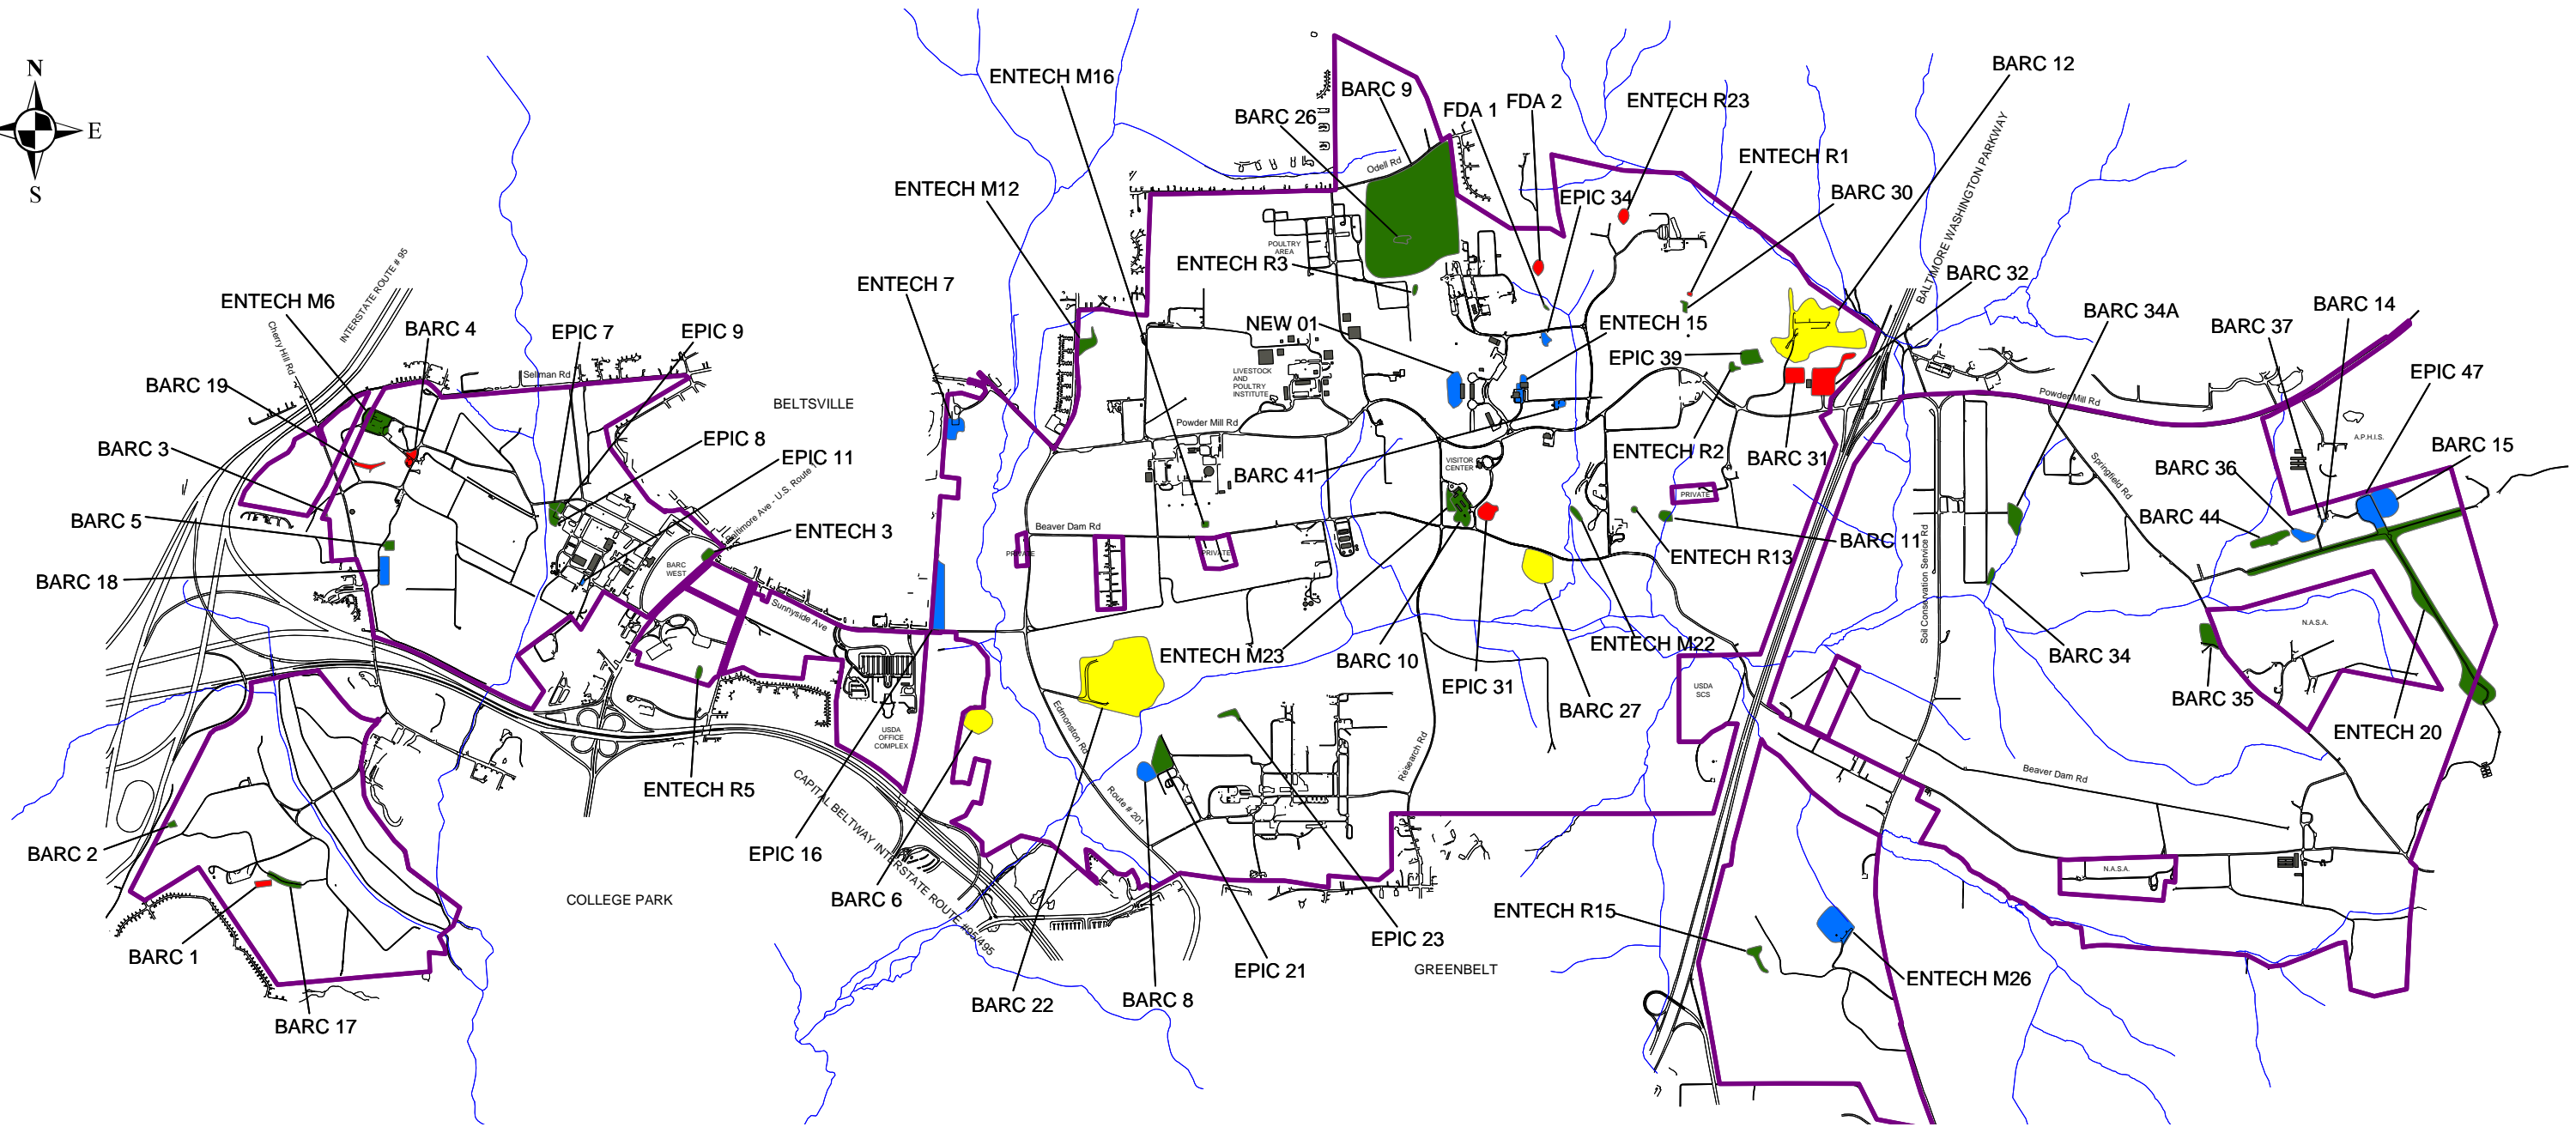 N
E
S
ENTECH M16
BARC 12
BARC 9
FDA 1
FDA 2
ENTECH R23
BARC 26
Odell Rd
ENTECH R1
BALTIMORE WASHINGTON PARKWAY
ENTECH M12
EPIC 34
BARC 30
POULTRY
AREA
ENTECH R3
BARC 32
ENTECH 7
INTERSTATE ROUTE # 95
ENTECH M6
Cherry Hill Rd
BARC 4
EPIC 7
EPIC 9
NEW 01
ENTECH 15
BARC 34A
BARC 37
BARC 14
EPIC 39
LIVESTOCK
AND
POULTRY
INSTITUTE
EPIC 47
Sellman Rd
BARC 19
BELTSVILLE
Powder Mill Rd
Powder Mill Rd
EPIC 8
BARC 3
EPIC 11
ENTECH R2
BARC 31
A.P.H.I.S.
BARC 15
VISITOR
CENTER
BARC 41
Springfield Rd
BARC 36
Baltimore Ave - U.S. Route 1
PRIVATE
BARC 5
ENTECH 3
Beaver Dam Rd
BARC 44
BARC 11
PRIVATE
PRIVATE
ENTECH R13
BARC 18
BARC
WEST
Soil Conservation Service Rd
Sunnyside Ave
N.A.S.A.
ENTECH M22
ENTECH M23
BARC 10
BARC 34
EPIC 31
USDA
SCS
BARC 35
BARC 27
Edmonston Rd
USDA
OFFICE
COMPLEX
ENTECH 20
Research Rd
ENTECH R5
CAPITAL BELTWAY INTERSTATE ROUTE #95/495
Beaver Dam Rd
Route # 201
BARC 2
EPIC 16
N.A.S.A.
BARC 6
COLLEGE PARK
ENTECH R15
EPIC 23
BARC 1
EPIC 21
GREENBELT
ENTECH M26
BARC 22
BARC 8
BARC 17